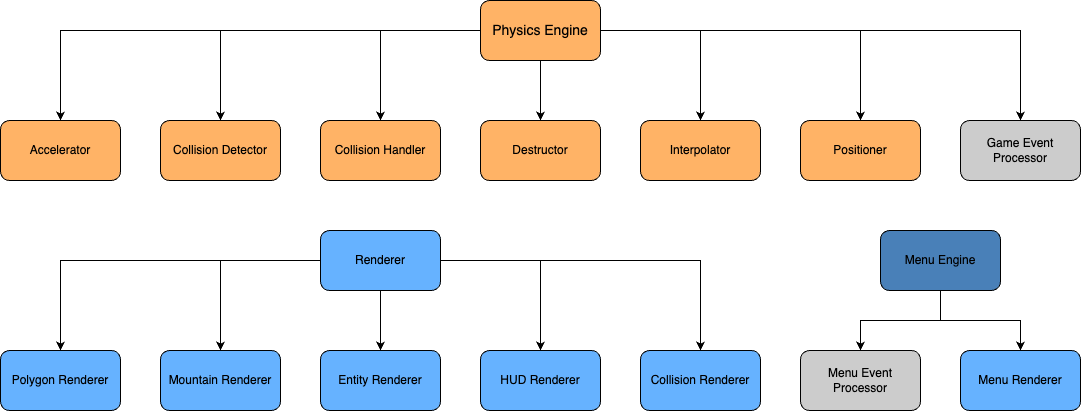 Physics Engine
Accelerator
Collision Detector
Collision Handler
Destructor
Interpolator
Positioner
Game Event
Processor
Renderer
Menu Engine
Polygon Renderer
Mountain Renderer
Entity Renderer
HUD Renderer
Collision Renderer
Menu Event
Processor
Menu Renderer